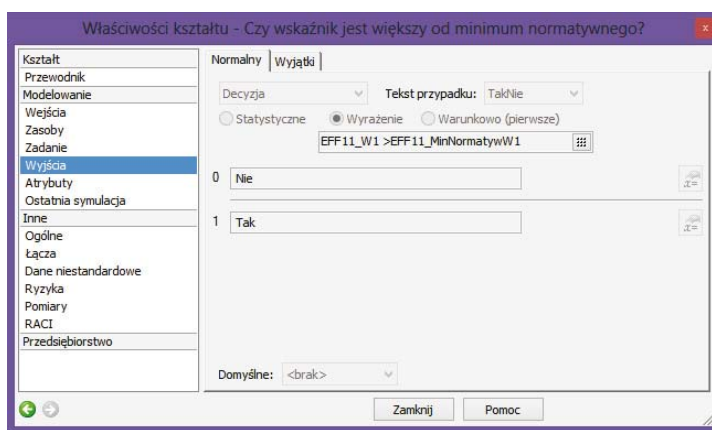 Właściwości kształtu - Czy wskaźnik jest większy od minimum normatywnego?
x
Kształt
Przewodnik
Modelowanie
Wejścia
Zasoby
Zadanie
Wyjścia
Atrybuty
Ostatnia symulacja
Inne
Ogólne
Łącza
Dane niestandardowe
Ryzyka
Pomiary
RACI
Przedsiębiorstwo
Normalny Wyjątki
Decyzja Tekst przypadku: TakNie
Statystyczne Wyrażenie Warunkowo (pierwsze)
EFF11_W1 >EFF11_MinNormatywW1
0 Nie x=
1 Tak x=
Domyślne: <brak>
Zamknij Pomoc